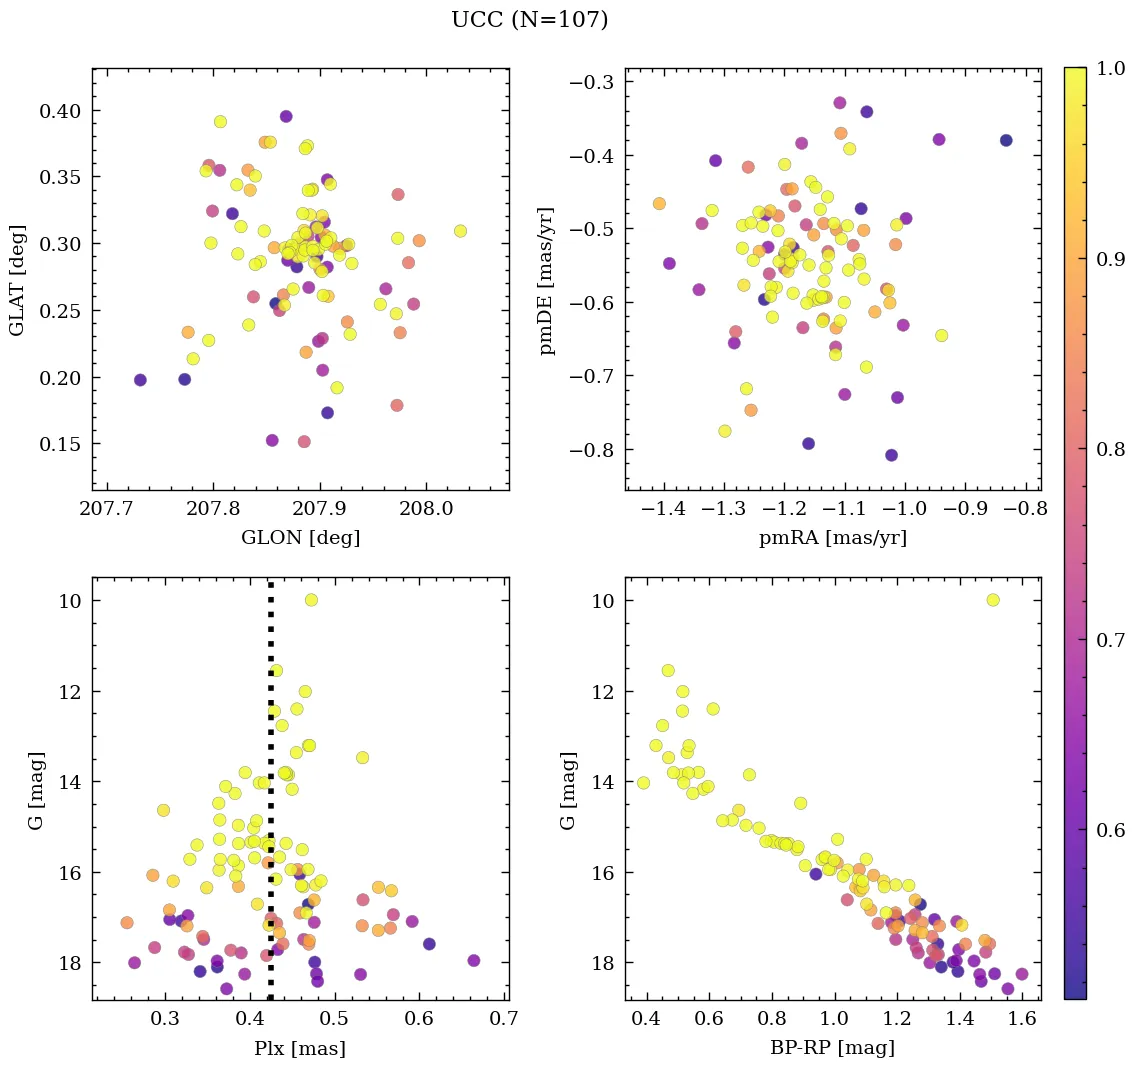 UCC (N=107)
0.40
0.35
0.30
0.25
0.20
0.15
GLAT [deg]
207.7 207.8 207.9 208.0
GLON [deg]
−0.3
−0.4
−0.5
−0.6
−0.7
−0.8
pmDE [mas/yr]
−1.4 −1.3 −1.2 −1.1 −1.0 −0.9 −0.8
pmRA [mas/yr]
10
12
14
16
18
G [mag]
0.3 0.4 0.5 0.6 0.7
Plx [mas]
10
12
14
16
18
G [mag]
0.4 0.6 0.8 1.0 1.2 1.4 1.6
BP-RP [mag]
1.0
0.9
0.8
0.7
0.6